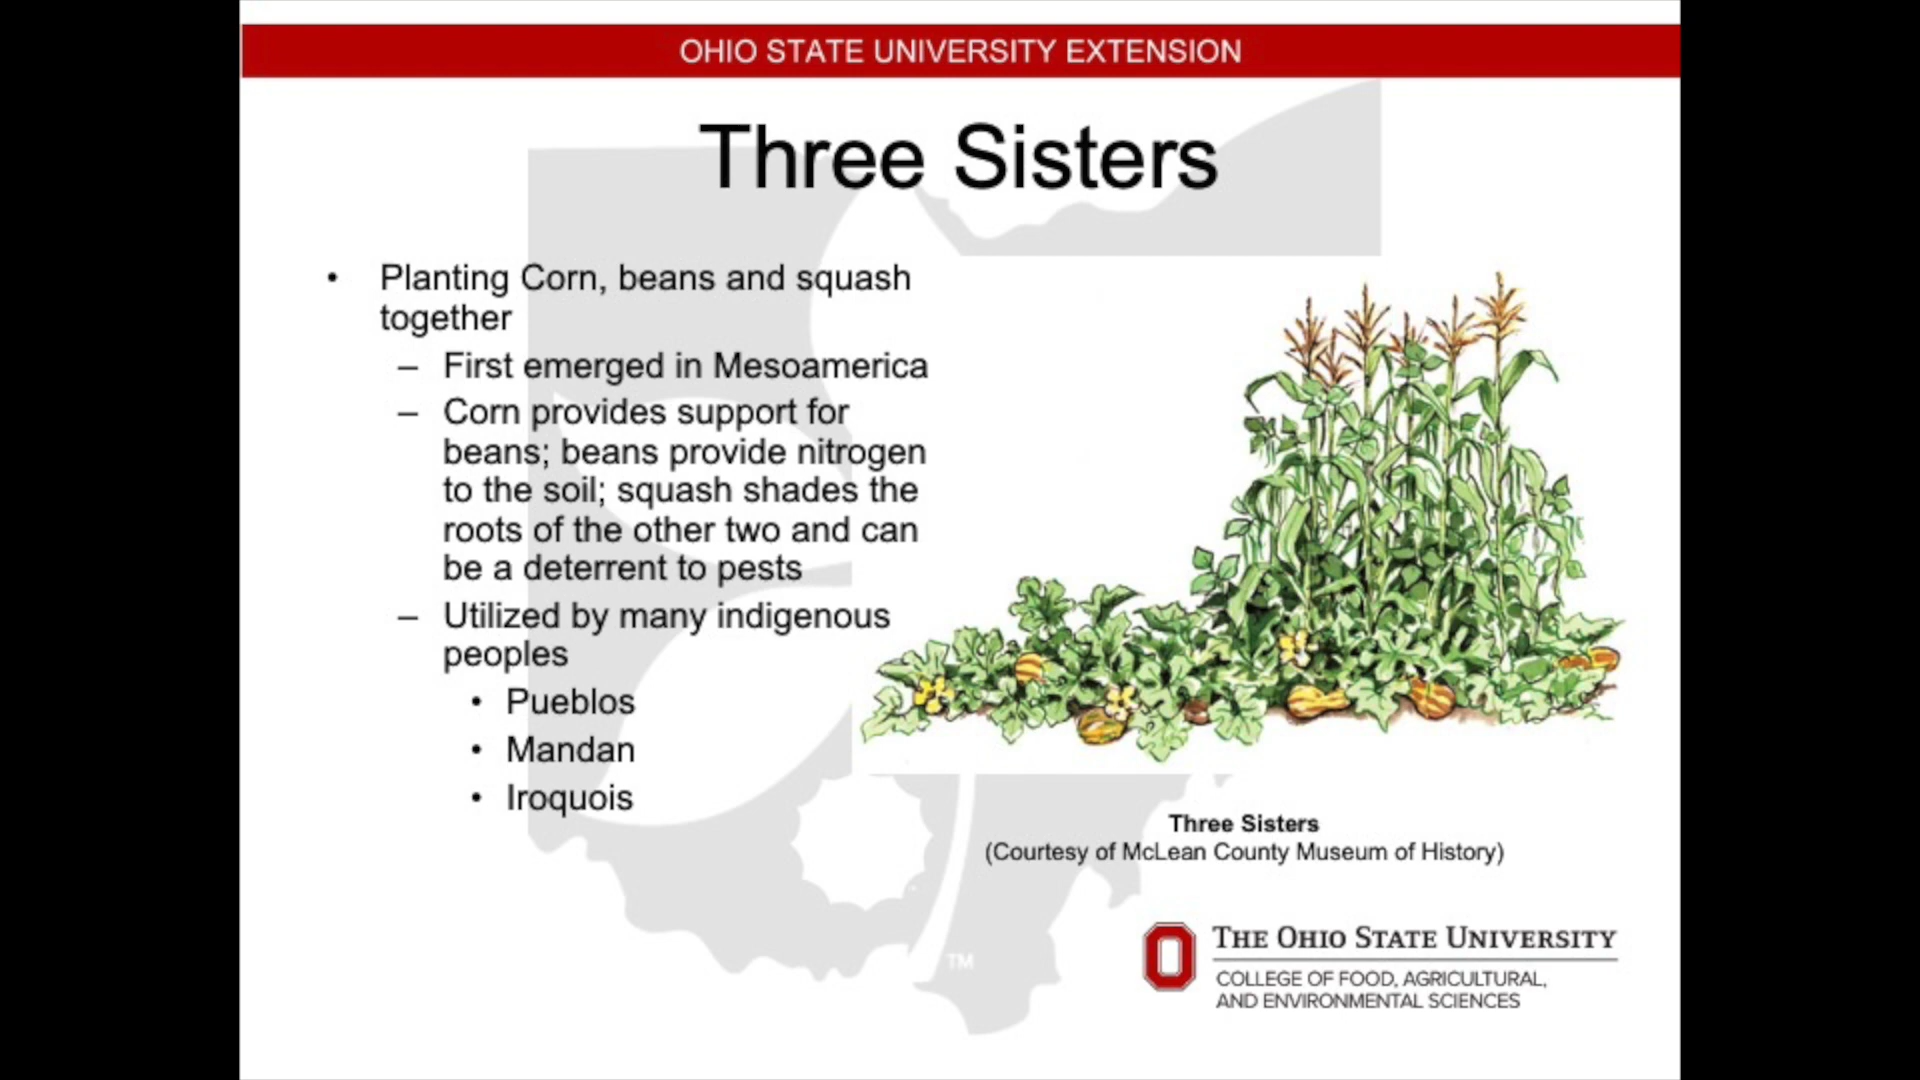 OHIO STATE UNIVERSITY EXTENSION
Three Sisters
• Planting Corn, beans and squash
together
– First emerged in Mesoamerica
– Corn provides support for
beans; beans provide nitrogen
to the soil; squash shades the
roots of the other two and can
be a deterrent to pests
– Utilized by many indigenous
peoples
• Pueblos
• Mandan
• Iroquois
Three Sisters
(Courtesy of McLean County Museum of History)
TM
O
THE OHIO STATE UNIVERSITY
COLLEGE OF FOOD, AGRICULTURAL,
AND ENVIRONMENTAL SCIENCES